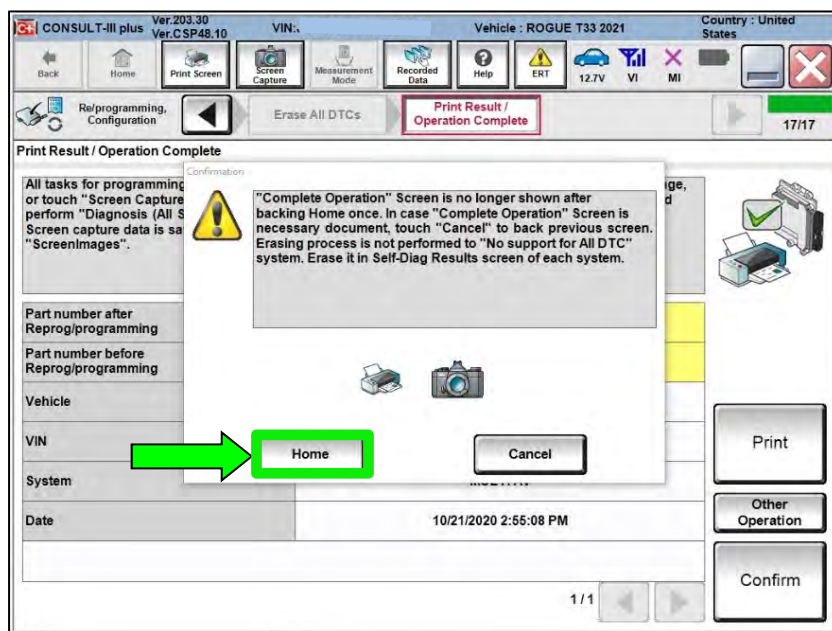 CONSULT-III plus Ver.203.30
Ver.CSP48.10
VIN:
Vehicle : ROGUE T33 2021
Country : United
States
Back
Home
Print Screen
Screen
Capture
Measurement
Mode
Recorded
Data
Help
ERT
12.7V
VI
MI
Re/programming,
Configuration
Erase All DTCs
Print Result /
Operation Complete
17/17
Print Result / Operation Complete
Confirmation
All tasks for programming
or touch "Screen Capture
perform "Diagnosis (All S
Screen capture data is sa
"ScreenImages".
"Complete Operation" Screen is no longer shown after
backing Home once. In case "Complete Operation" Screen is
necessary document, touch "Cancel" to back previous screen.
Erasing process is not performed to "No support for All DTC"
system. Erase it in Self-Diag Results screen of each system.
Part number after
Reprog/programming
Part number before
Reprog/programming
Vehicle
VIN
System
Date
10/21/2020 2:55:08 PM
Home
Cancel
Print
Other
Operation
Confirm
1/1